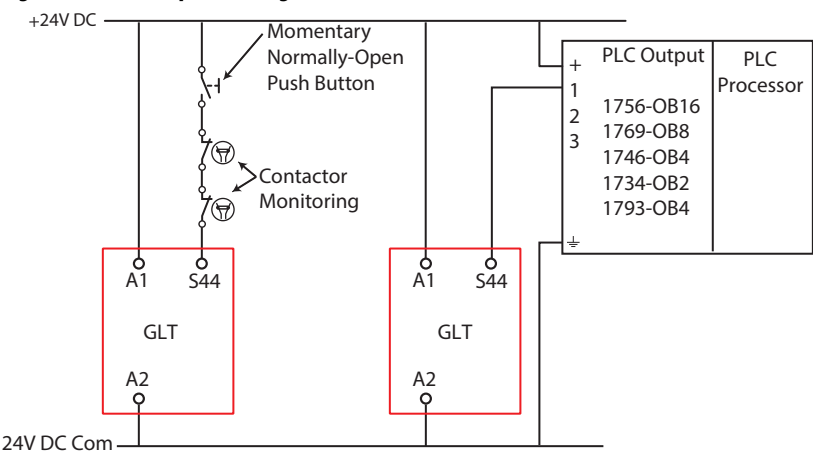 +24V DC
Momentary
Normally-Open
Push Button
Contactor
Monitoring
A1
S44
GLT
A2
A1
S44
GLT
A2
+
1
2
3
PLC Output
1756-OB16
1769-OB8
1746-OB4
1734-OB2
1793-OB4
PLC
Processor
24V DC Com